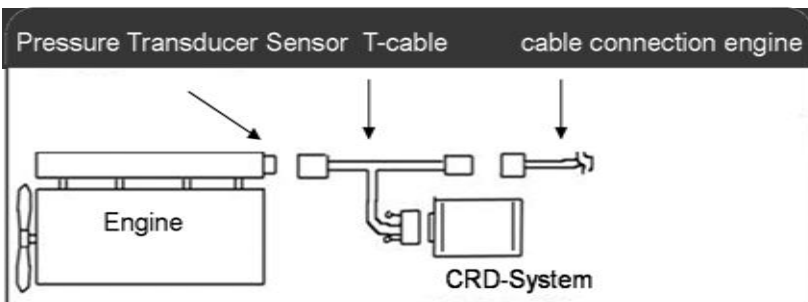 Pressure Transducer Sensor T-cable cable connection engine
Engine
CRD-System